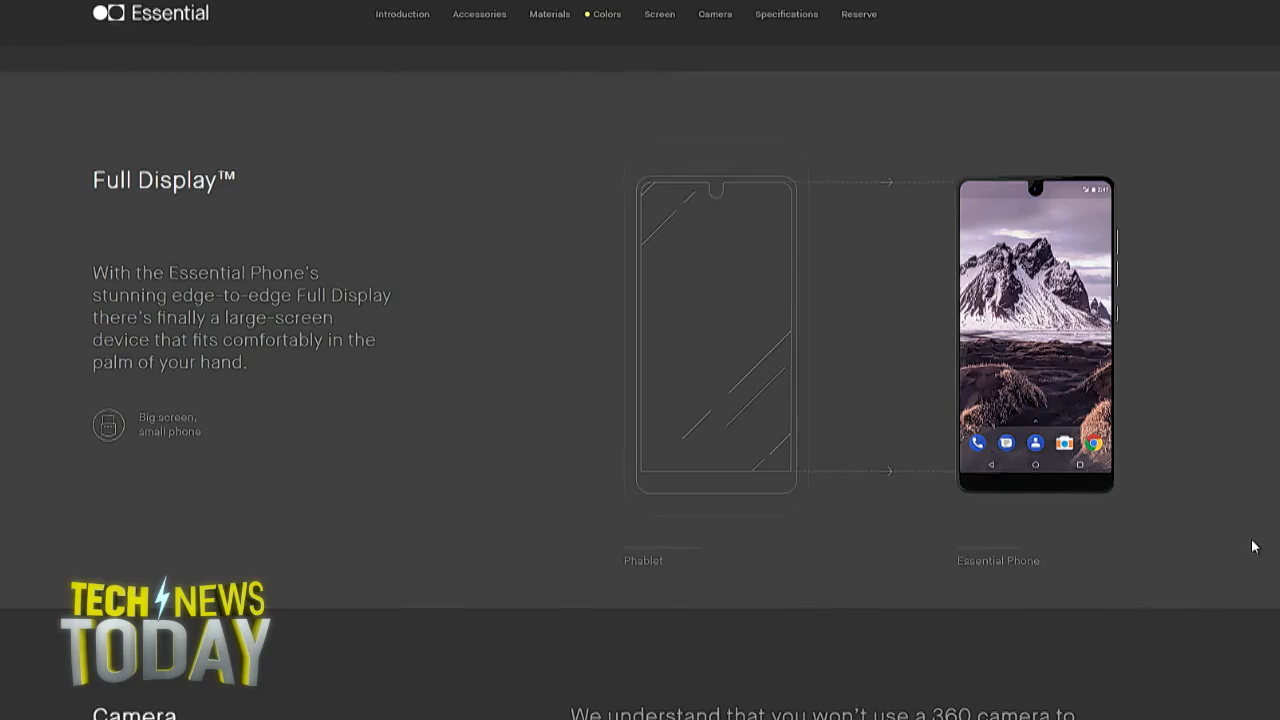 Essential
Introduction
Accessories
Materials
Colors
Screen
Camera
Specifications
Reserve
Full Display™
With the Essential Phone's
stunning edge-to-edge Full Display
there's finally a large-screen
device that fits comfortably in the
palm of your hand.
Big screen,
small phone
Phablet
Essential Phone
TECH NEWS
TODAY
Camera
We understand that you won't use a 360 camera to